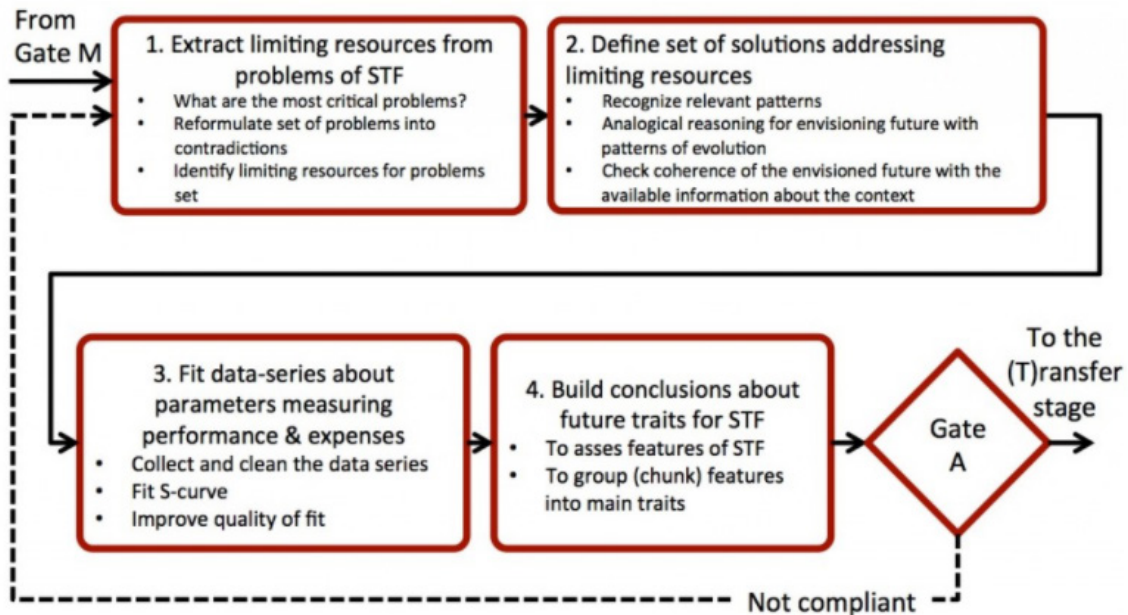 From
Gate M
1. Extract limiting resources from
problems of STF
• What are the most critical problems?
• Reformulate set of problems into
contradictions
• Identify limiting resources for problems
set
2. Define set of solutions addressing
limiting resources
• Recognize relevant patterns
• Analogical reasoning for envisioning future with
patterns of evolution
• Check coherence of the envisioned future with the
available information about the context
3. Fit data-series about
parameters measuring
performance & expenses
• Collect and clean the data series
• Fit S-curve
• Improve quality of fit
4. Build conclusions about
future traits for STF
• To asses features of STF
• To group (chunk) features
into main traits
Gate
A
To the
(T)ransfer
stage
Not compliant